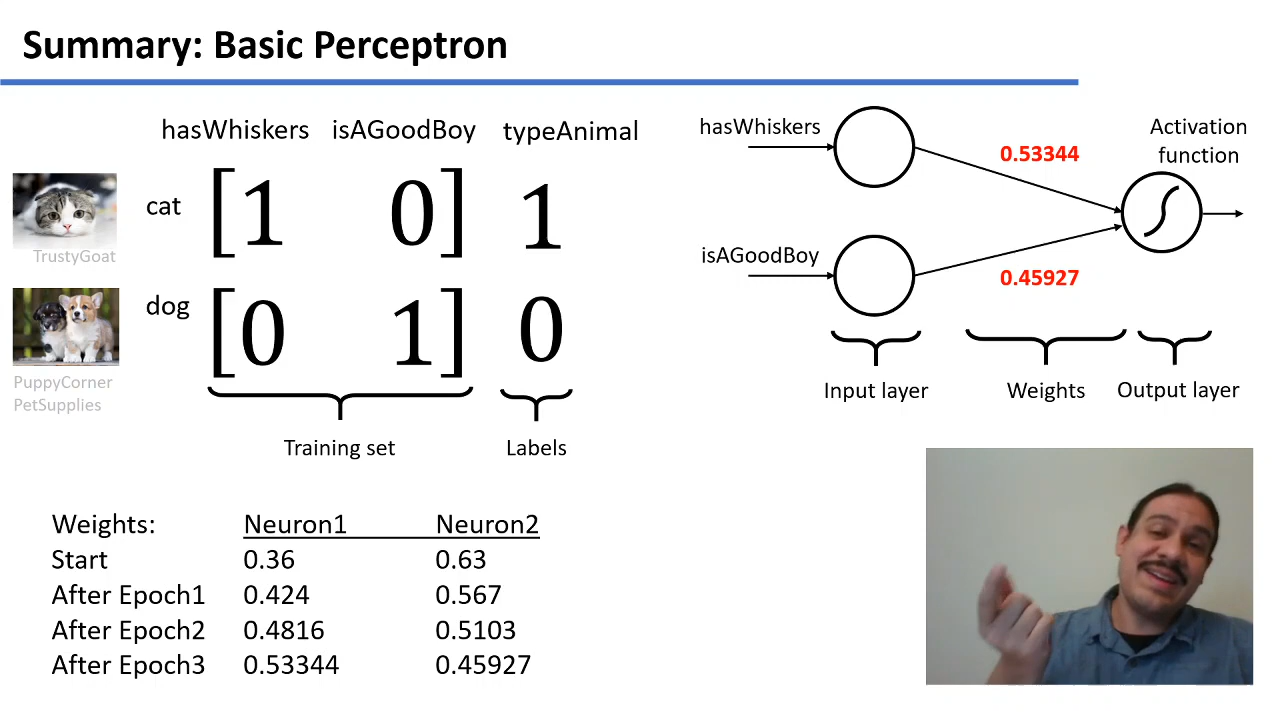 Summary: Basic Perceptron
hasWhiskers isAGoodBoy typeAnimal
cat [1 0] 1
TrustyGoat
dog [0 1] 0
PuppyCorner
PetSupplies
Training set
Labels
hasWhiskers
0.53344
Activation
function
isAGoodBoy
0.45927
Input layer
Weights
Output layer
Weights: Neuron1 Neuron2
Start 0.36 0.63
After Epoch1 0.424 0.567
After Epoch2 0.4816 0.5103
After Epoch3 0.53344 0.45927